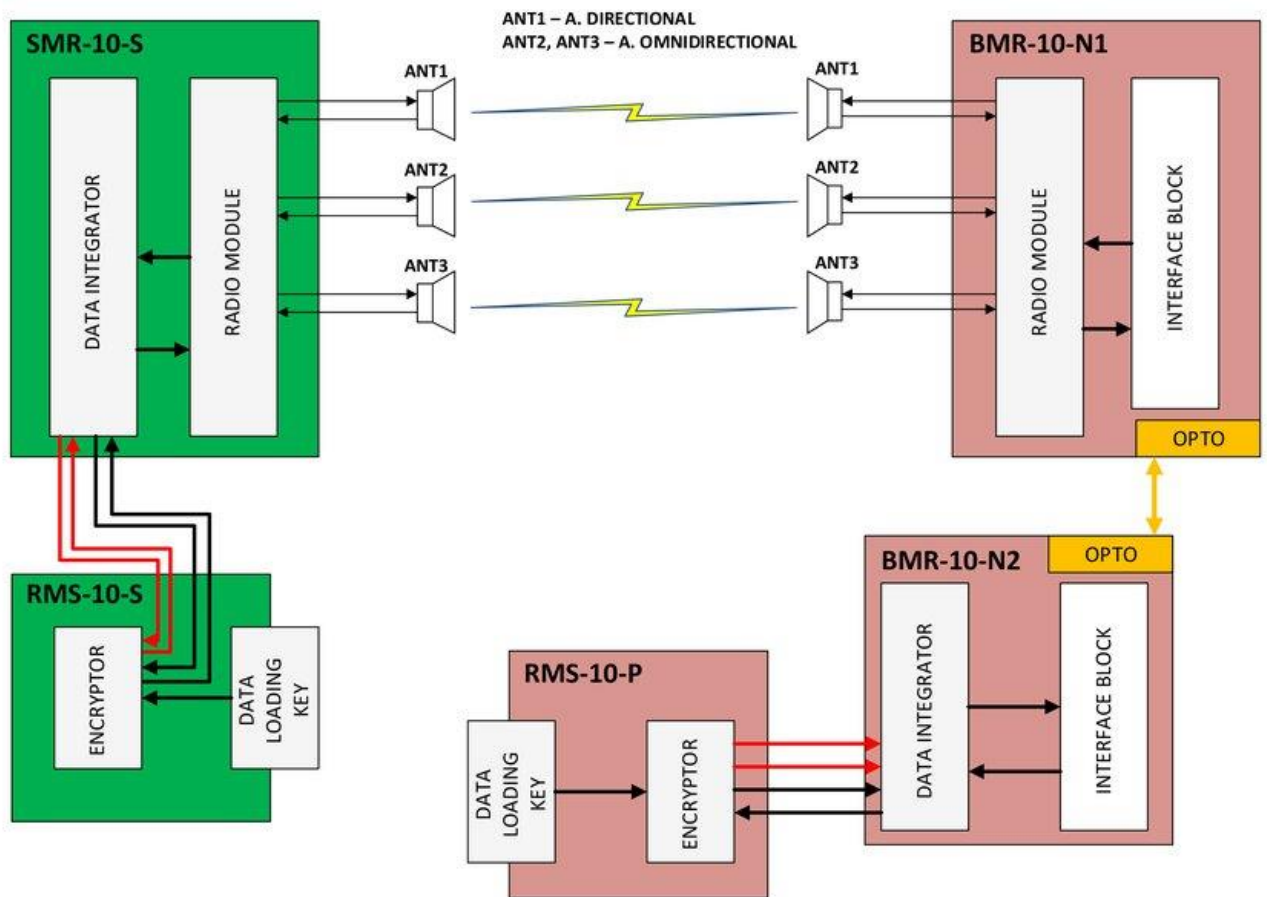 ANT1 – A. DIRECTIONAL
ANT2, ANT3 – A. OMNIDIRECTIONAL
SMR-10-S
DATA INTEGRATOR
RADIO MODULE
ANT1
ANT2
ANT3
ANT1
ANT2
ANT3
BMR-10-N1
RADIO MODULE
INTERFACE BLOCK
OPTO
RMS-10-S
ENCRYPTOR
DATA
LOADING
KEY
RMS-10-P
DATA
LOADING
KEY
ENCRYPTOR
BMR-10-N2
OPTO
DATA INTEGRATOR
INTERFACE BLOCK